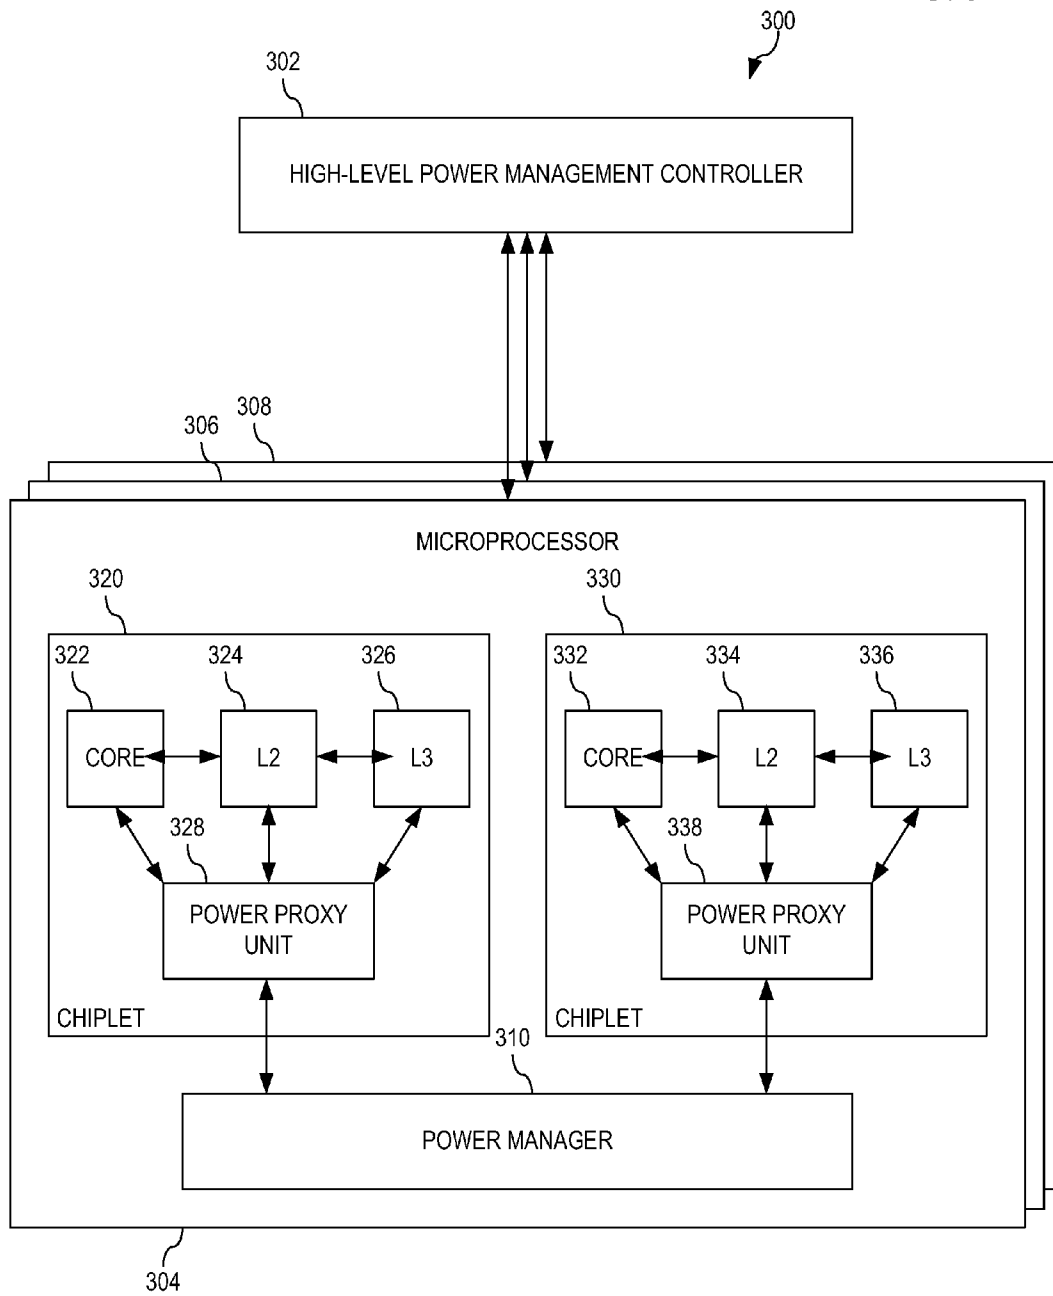 300
302
HIGH-LEVEL POWER MANAGEMENT CONTROLLER
308
306
MICROPROCESSOR
320
330
322
324
326
332
334
336
CORE
L2
L3
CORE
L2
L3
328
338
POWER PROXY
UNIT
POWER PROXY
UNIT
CHIPLET
CHIPLET
310
POWER MANAGER
304